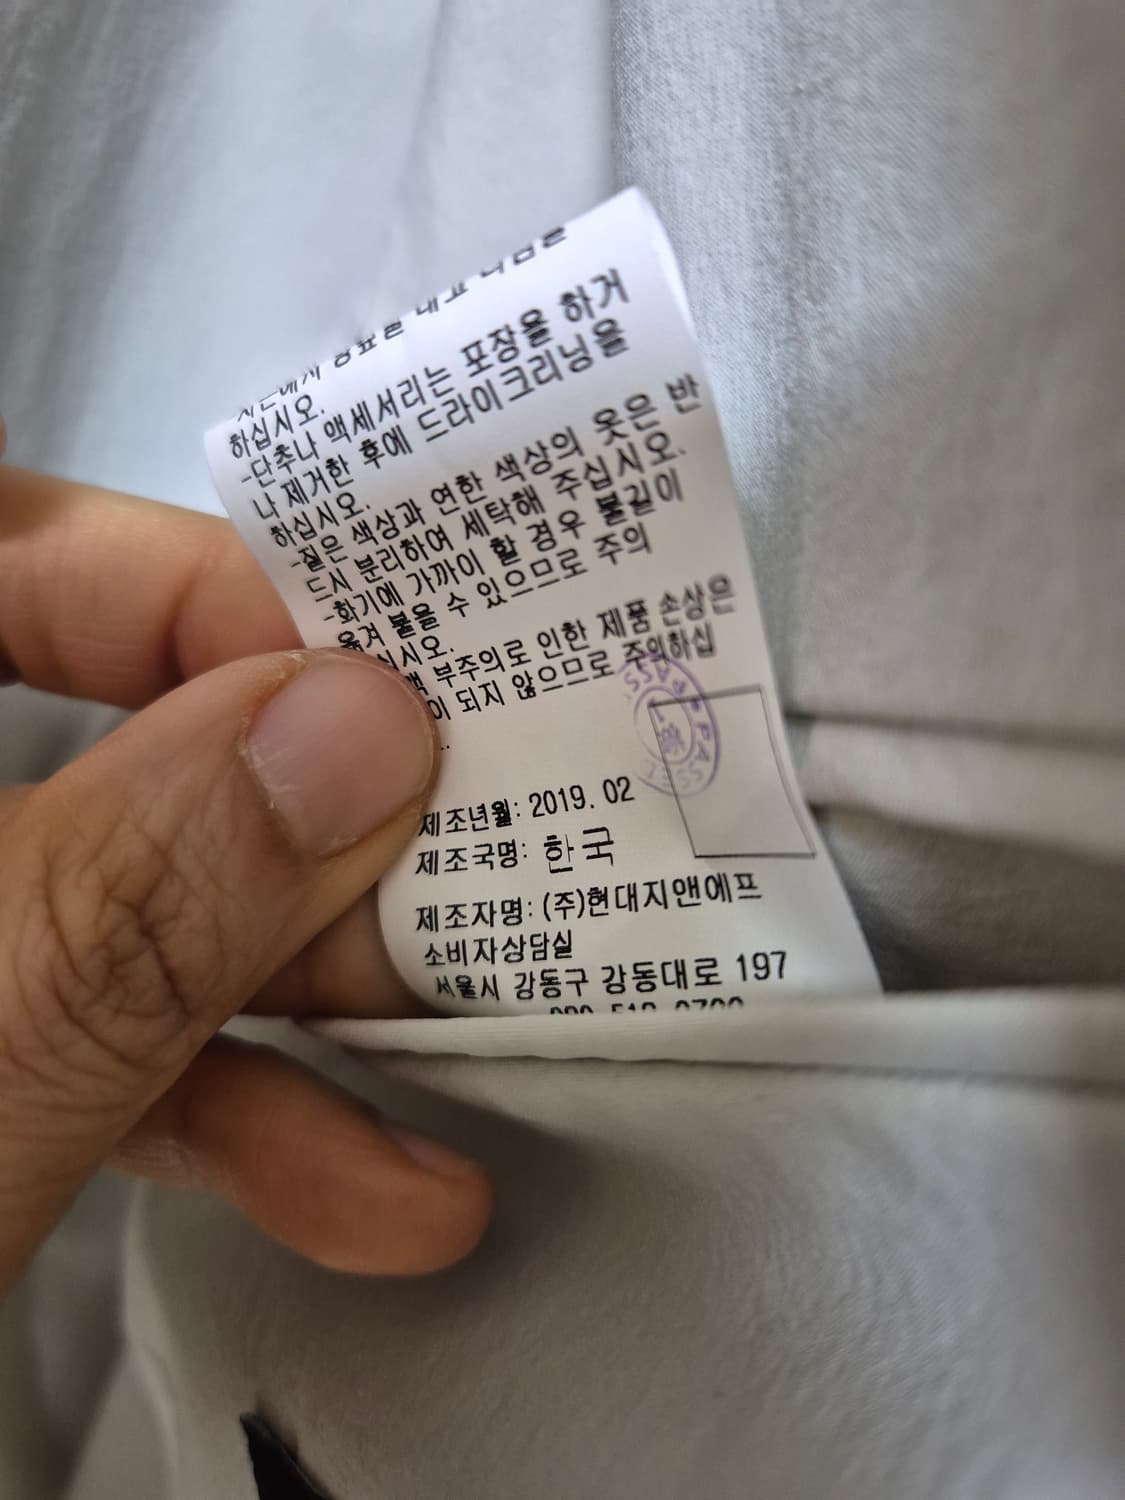 하십시오.
-단추나 액세서리는 포장을 하거
나 제거한 후에 드라이크리닝을
하십시오.
-짙은 색상과 연한 색상의 옷은 반
드시 분리하여 세탁해 주십시오.
-화기에 가까이 할 경우 불길이
옮겨 붙을 수 있으므로 주의
십시오.
부주의로 인한 제품 손상은
이 되지 않으므로 주의하십
제조년월: 2019. 02
제조국명: 한국
제조자명: (주)현대지앤에프
소비자상담실
서울시 강동구 강동대로 197
PASS